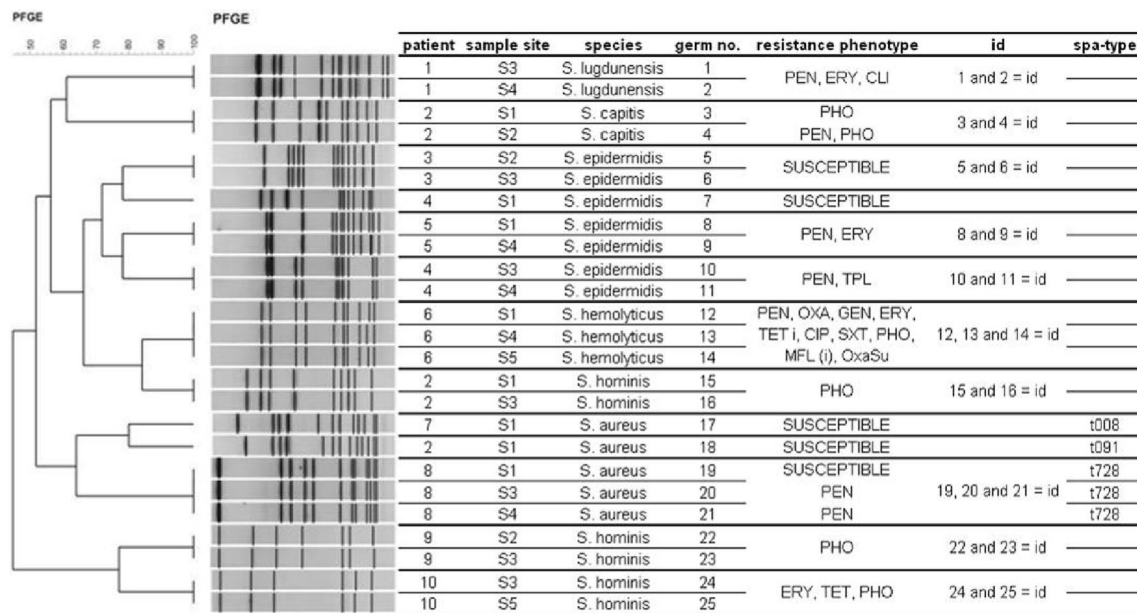 PFGE PFGE
50 60 70 80 90 100
patient sample site species germ no. resistance phenotype id spa-type
1 S3 S. lugdunensis 1
PEN, ERY, CLI 1 and 2 = id
1 S4 S. lugdunensis 2
2 S1 S. capitis 3 PHO
3 and 4 = id
2 S2 S. capitis 4 PEN, PHO
3 S2 S. epidermidis 5
SUSCEPTIBLE 5 and 6 = id
3 S3 S. epidermidis 6
4 S1 S. epidermidis 7 SUSCEPTIBLE
5 S1 S. epidermidis 8
PEN, ERY 8 and 9 = id
5 S4 S. epidermidis 9
4 S3 S. epidermidis 10
PEN, TPL 10 and 11 = id
4 S4 S. epidermidis 11
6 S1 S. hemolyticus 12 PEN, OXA, GEN, ERY,
6 S4 S. hemolyticus 13 TET i, CIP, SXT, PHO, 12, 13 and 14 = id
6 S5 S. hemolyticus 14 MFL (i), OxaSu
2 S1 S. hominis 15
PHO 15 and 16 = id
2 S3 S. hominis 16
7 S1 S. aureus 17 SUSCEPTIBLE t008
2 S1 S. aureus 18 SUSCEPTIBLE t091
8 S1 S. aureus 19 SUSCEPTIBLE t728
8 S3 S. aureus 20 PEN 19, 20 and 21 = id t728
8 S4 S. aureus 21 PEN t728
9 S2 S. hominis 22
PHO 22 and 23 = id
9 S3 S. hominis 23
10 S3 S. hominis 24
ERY, TET, PHO 24 and 25 = id
10 S5 S. hominis 25